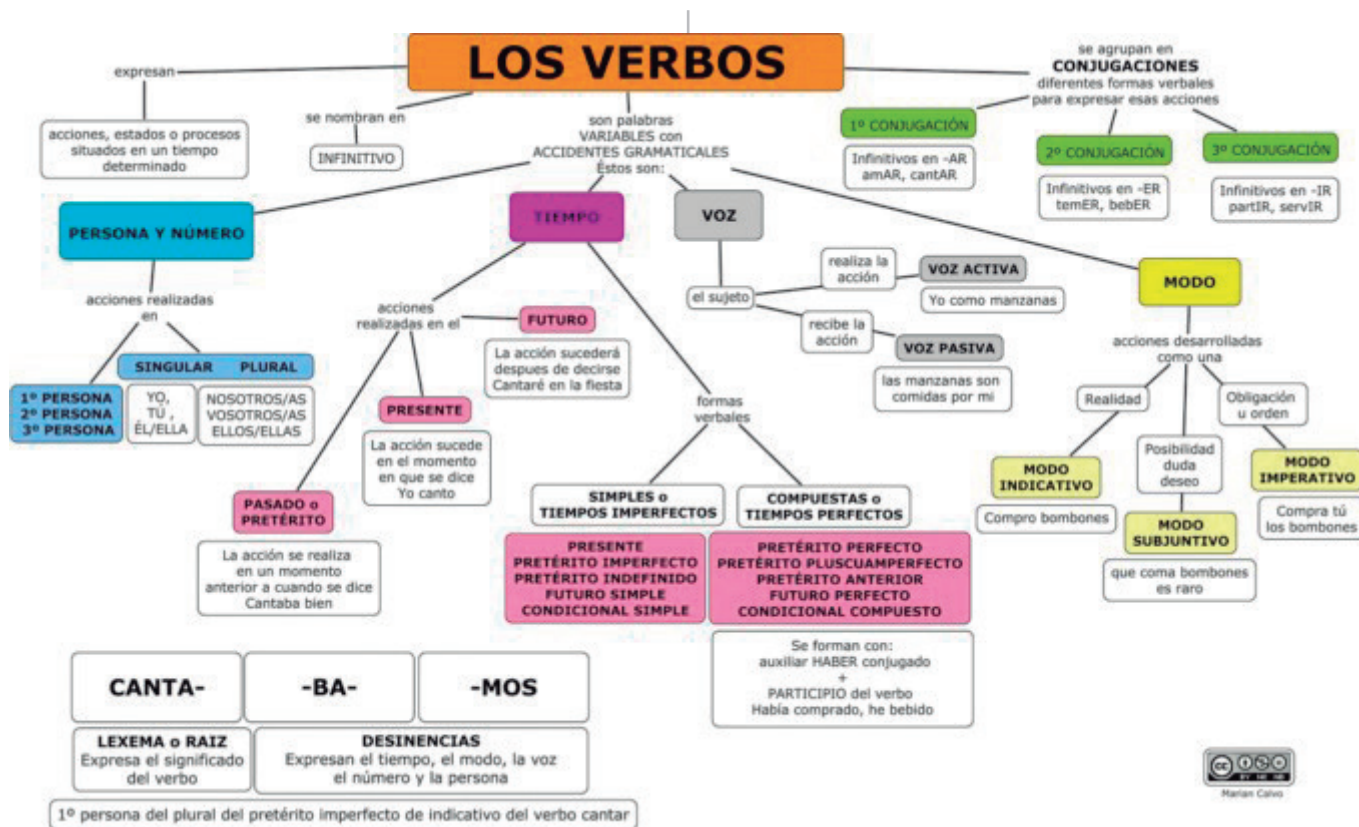 LOS VERBOS
expresan
acciones, estados o procesos
situados en un tiempo
determinado
se nombran en
INFINITIVO
son palabras
VARIABLES con
ACCIDENTES GRAMATICALES
Éstos son:
se agrupan en
CONJUGACIONES
diferentes formas verbales
para expresar esas acciones
1º CONJUGACIÓN
Infinitivos en -AR
amAR, cantAR
2º CONJUGACIÓN
Infinitivos en -ER
temER, bebER
3º CONJUGACIÓN
Infinitivos en -IR
partIR, servIR
PERSONA Y NÚMERO
acciones realizadas
en
SINGULAR PLURAL
1º PERSONA
2º PERSONA
3º PERSONA
YO,
TÚ ,
ÉL/ELLA
NOSOTROS/AS
VOSOTROS/AS
ELLOS/ELLAS
TIEMPO
acciones
realizadas en el
FUTURO
La acción sucederá
despues de decirse
Cantaré en la fiesta
PRESENTE
La acción sucede
en el momento
en que se dice
Yo canto
PASADO o
PRETÉRITO
La acción se realiza
en un momento
anterior a cuando se dice
Cantaba bien
formas
verbales
SIMPLES o
TIEMPOS IMPERFECTOS
PRESENTE
PRETÉRITO IMPERFECTO
PRETÉRITO INDEFINIDO
FUTURO SIMPLE
CONDICIONAL SIMPLE
COMPUESTAS o
TIEMPOS PERFECTOS
PRETÉRITO PERFECTO
PRETÉRITO PLUSCUAMPERFECTO
PRETÉRITO ANTERIOR
FUTURO PERFECTO
CONDICIONAL COMPUESTO
Se forman con:
auxiliar HABER conjugado
+
PARTICIPIO del verbo
Había comprado, he bebido
VOZ
el sujeto
realiza la
acción
VOZ ACTIVA
Yo como manzanas
recibe la
acción
VOZ PASIVA
las manzanas son
comidas por mi
MODO
acciones desarrolladas
como una
Realidad
MODO
INDICATIVO
Compro bombones
Posibilidad
duda
deseo
MODO
SUBJUNTIVO
que coma bombones
es raro
Obligación
u orden
MODO
IMPERATIVO
Compra tú
los bombones
CANTA- -BA- -MOS
LEXEMA o RAIZ
Expresa el significado
del verbo
DESINENCIAS
Expresan el tiempo, el modo, la voz
el número y la persona
1º persona del plural del pretérito imperfecto de indicativo del verbo cantar
cc
BY NC ND
Marian Calvo